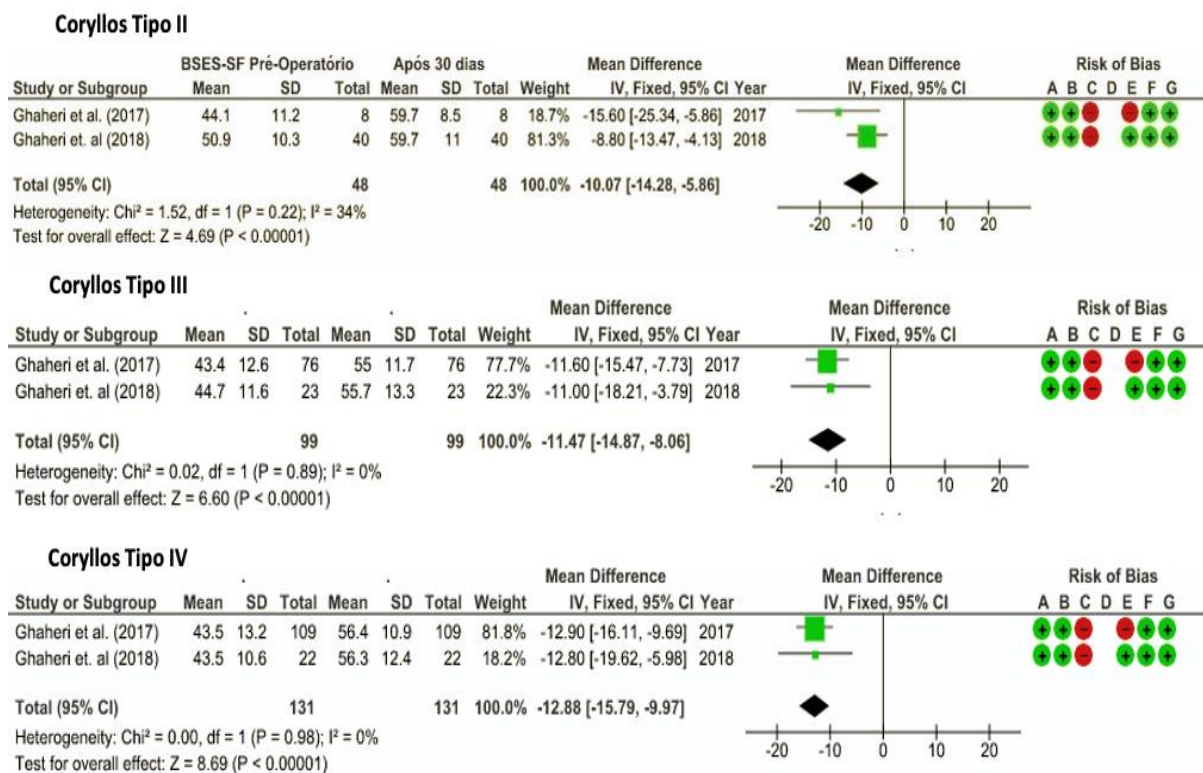 Coryllos Tipo II
BSES-SF Pré-Operatório Após 30 dias Mean Difference Mean Difference Risk of Bias
Study or Subgroup Mean SD Total Mean SD Total Weight IV, Fixed, 95% CI Year IV, Fixed, 95% CI A B C D E F G
Ghaheri et al. (2017) 44.1 11.2 8 59.7 8.5 8 18.7% -15.60 [-25.34, -5.86] 2017 + + - - + +
Ghaheri et. al (2018) 50.9 10.3 40 59.7 11 40 81.3% -8.80 [-13.47, -4.13] 2018 + + - + + +
Total (95% CI) 48 48 100.0% -10.07 [-14.28, -5.86]
Heterogeneity: Chi² = 1.52, df = 1 (P = 0.22); I² = 34%
Test for overall effect: Z = 4.69 (P < 0.00001)
-20 -10 0 10 20
Coryllos Tipo III
Mean Difference Mean Difference Risk of Bias
Study or Subgroup Mean SD Total Mean SD Total Weight IV, Fixed, 95% CI Year IV, Fixed, 95% CI A B C D E F G
Ghaheri et al. (2017) 43.4 12.6 76 55 11.7 76 77.7% -11.60 [-15.47, -7.73] 2017 + + - - + +
Ghaheri et. al (2018) 44.7 11.6 23 55.7 13.3 23 22.3% -11.00 [-18.21, -3.79] 2018 + + - + + +
Total (95% CI) 99 99 100.0% -11.47 [-14.87, -8.06]
Heterogeneity: Chi² = 0.02, df = 1 (P = 0.89); I² = 0%
Test for overall effect: Z = 6.60 (P < 0.00001)
-20 -10 0 10 20
Coryllos Tipo IV
Mean Difference Mean Difference Risk of Bias
Study or Subgroup Mean SD Total Mean SD Total Weight IV, Fixed, 95% CI Year IV, Fixed, 95% CI A B C D E F G
Ghaheri et al. (2017) 43.5 13.2 109 56.4 10.9 109 81.8% -12.90 [-16.11, -9.69] 2017 + + - - + +
Ghaheri et. al (2018) 43.5 10.6 22 56.3 12.4 22 18.2% -12.80 [-19.62, -5.98] 2018 + + - + + +
Total (95% CI) 131 131 100.0% -12.88 [-15.79, -9.97]
Heterogeneity: Chi² = 0.00, df = 1 (P = 0.98); I² = 0%
Test for overall effect: Z = 8.69 (P < 0.00001)
-20 -10 0 10 20